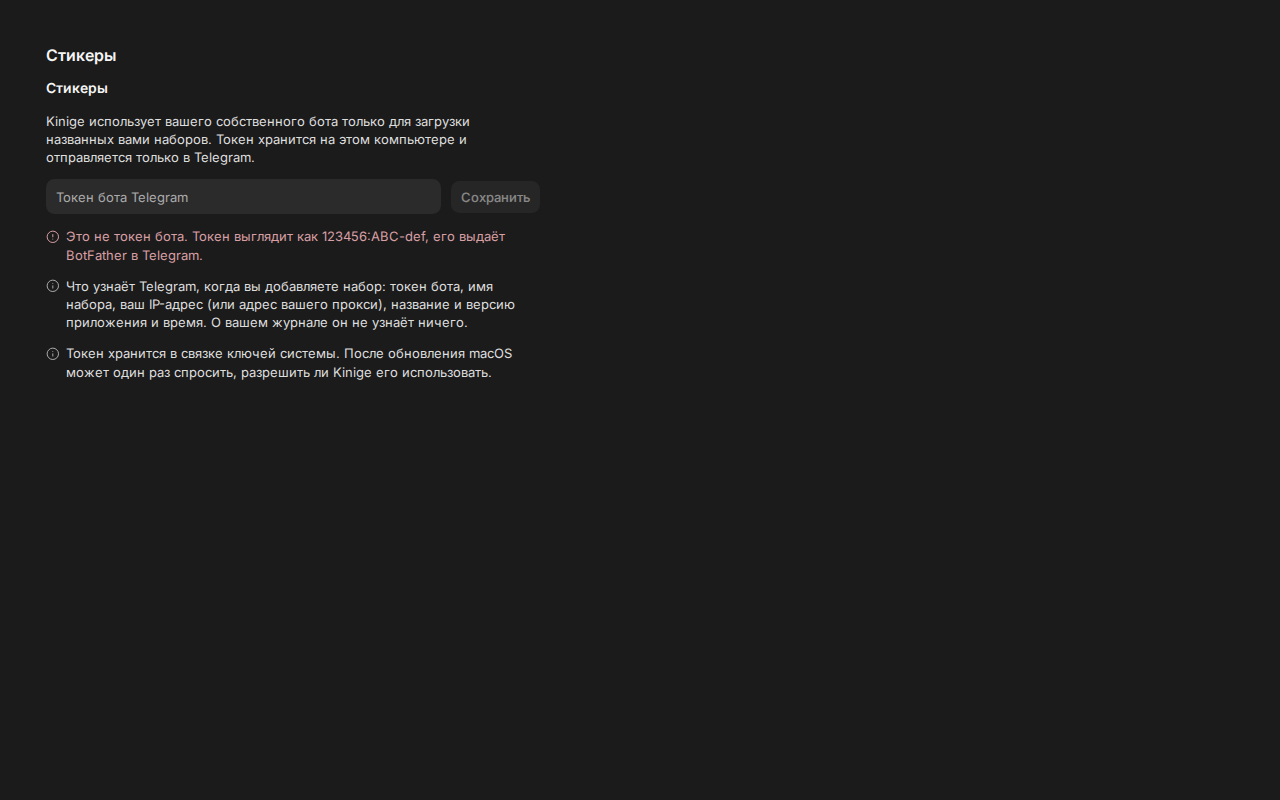 Стикеры
Стикеры
Kinige использует вашего собственного бота только для загрузки
названных вами наборов. Токен хранится на этом компьютере и
отправляется только в Telegram.
Токен бота Telegram
Сохранить
Это не токен бота. Токен выглядит как 123456:ABC-def, его выдаёт
BotFather в Telegram.
Что узнаёт Telegram, когда вы добавляете набор: токен бота, имя
набора, ваш IP-адрес (или адрес вашего прокси), название и версию
приложения и время. О вашем журнале он не узнаёт ничего.
Токен хранится в связке ключей системы. После обновления macOS
может один раз спросить, разрешить ли Kinige его использовать.